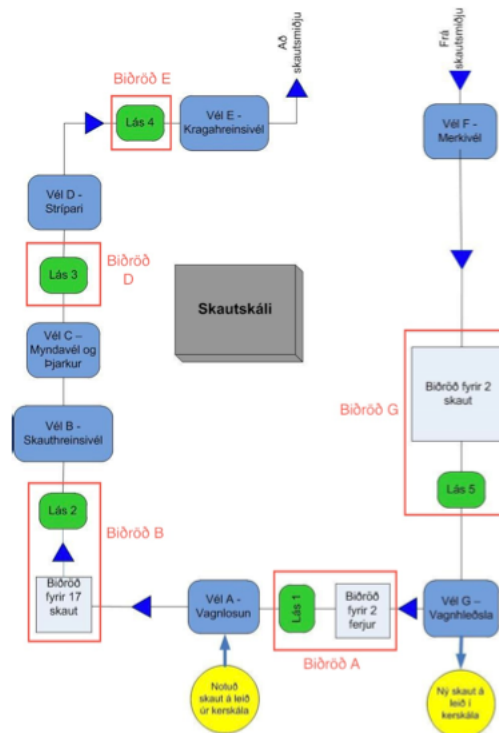 Að
skautsmiðju
Frá
skautsmiðju
Biðröð E
Lás 4
Vél E -
Kragahreinsivél
Vél F -
Merkivél
Vél D -
Strípari
Lás 3
Biðröð
D
Skautskáli
Vél C –
Myndavél og
Þjarkur
Biðröð fyrir 2
skaut
Biðröð G
Vél B -
Skauthreinsivél
Lás 5
Lás 2
Biðröð B
Biðröð
fyrir 17
skaut
Vél A -
Vagnlosun
Lás 1
Biðröð
fyrir 2
ferjur
Vél G –
Vagnhleðsla
Biðröð A
Notuð
skaut á leið
úr kerskála
Ný skaut á
leið í
kerskála